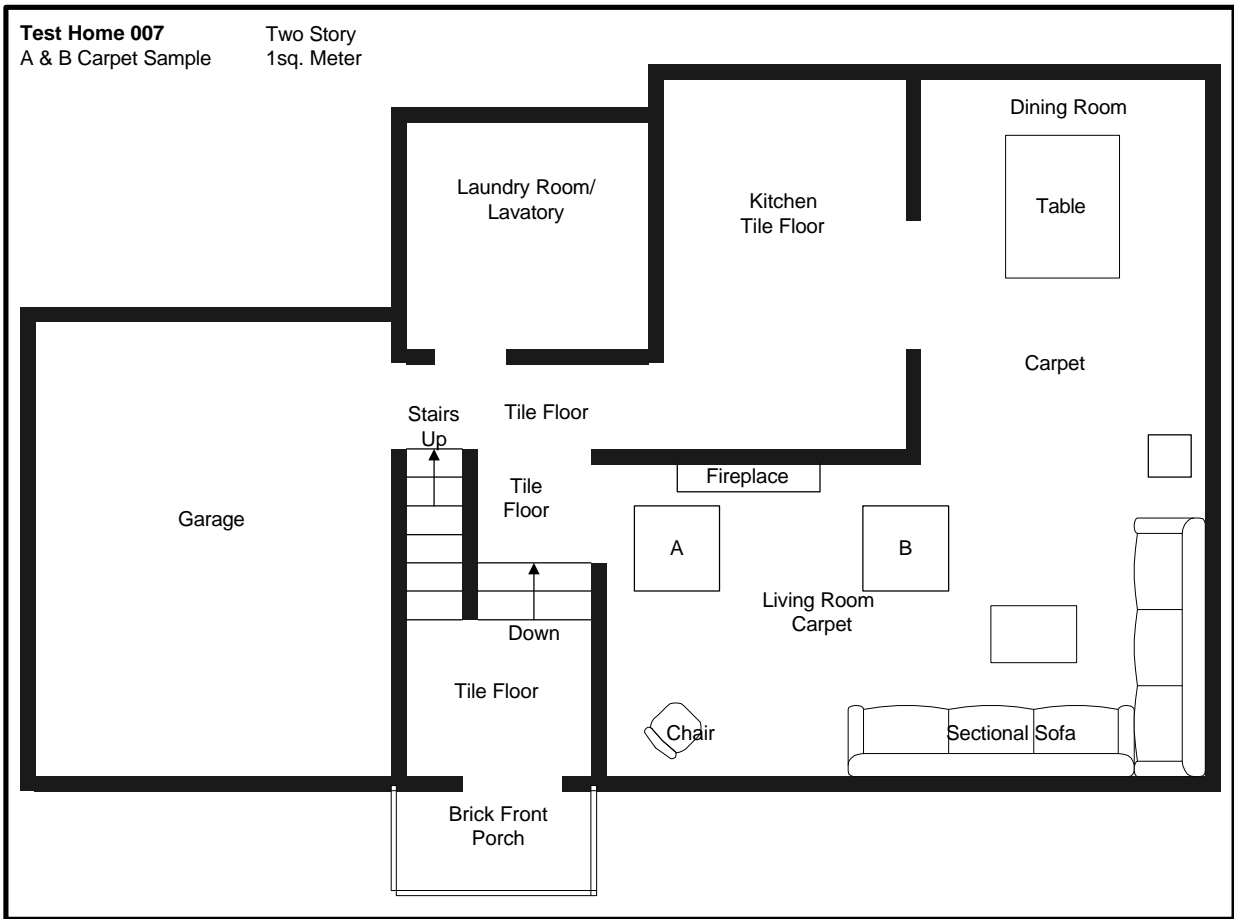 Test Home 007
Two Story
A & B Carpet Sample
1sq. Meter
Dining Room
Laundry Room/
Lavatory
Kitchen
Tile Floor
Table
Carpet
Stairs
Up
Tile Floor
Fireplace
Tile
Floor
Garage
A
B
Living Room
Carpet
Down
Tile Floor
Chair
Sectional Sofa
Brick Front
Porch